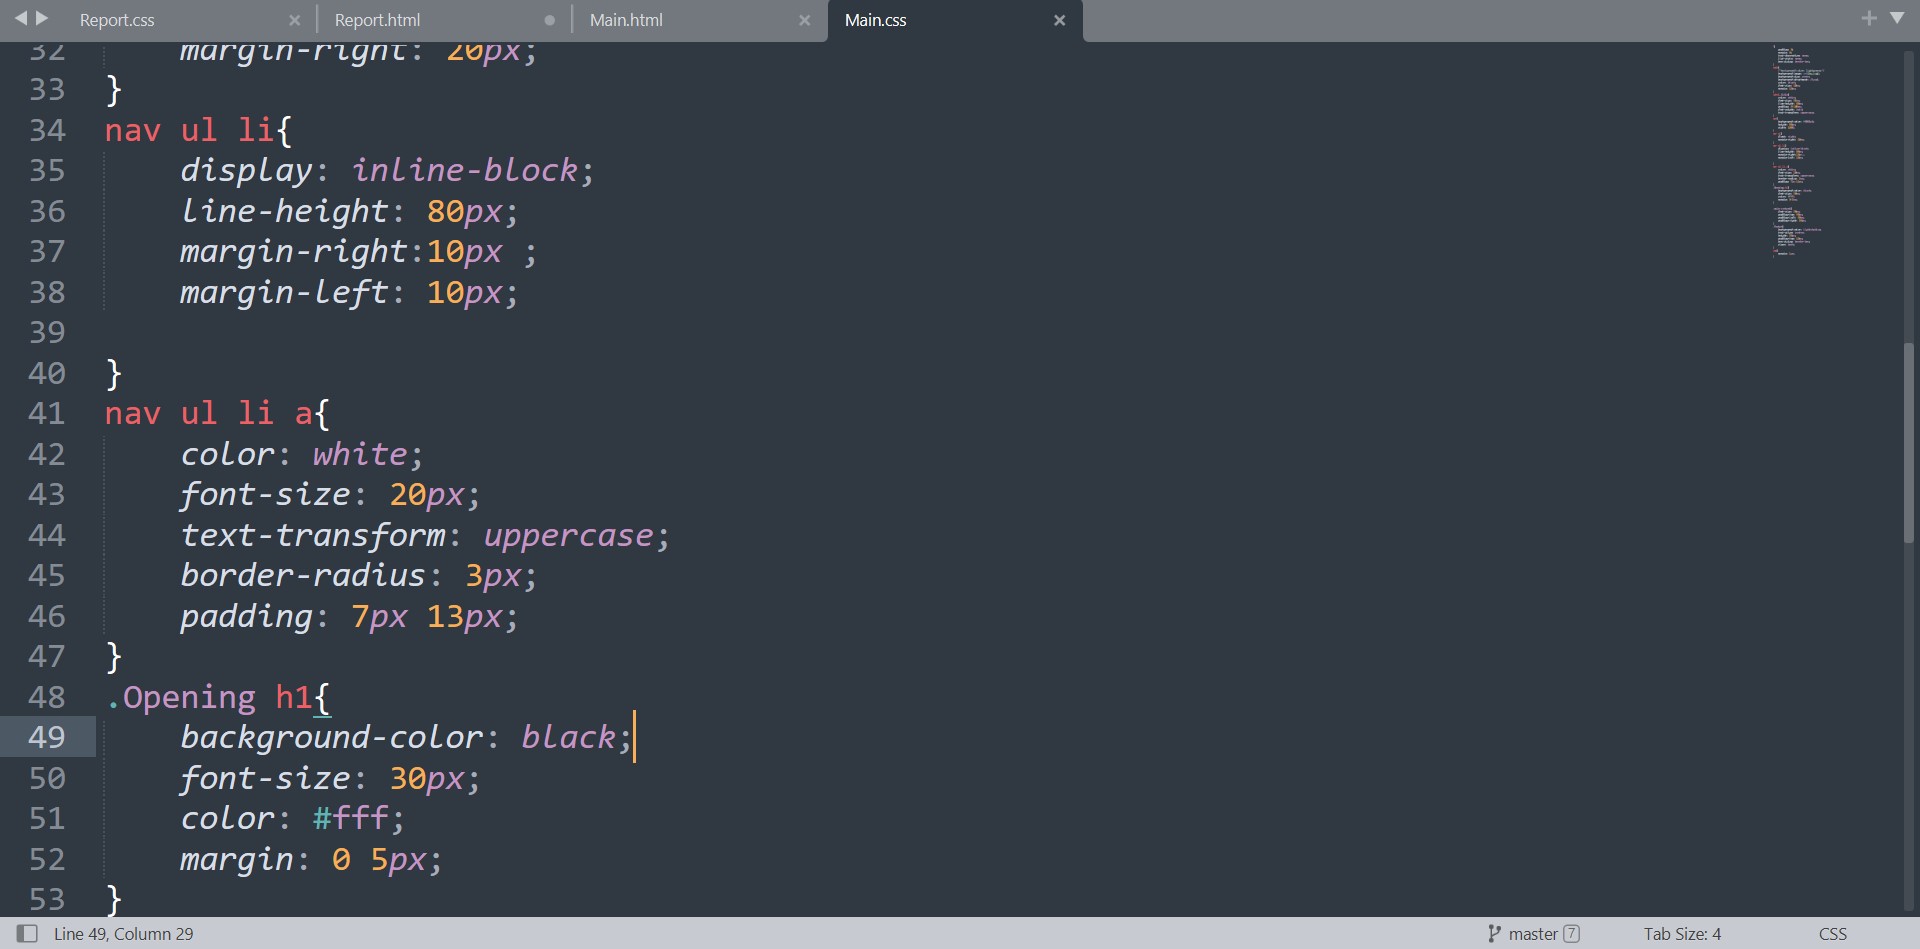 Report.css
Report.html
Main.html
Main.css
32 margin-right: 20px;
33 }
34 nav ul li{
35 display: inline-block;
36 line-height: 80px;
37 margin-right:10px ;
38 margin-left: 10px;
39
40 }
41 nav ul li a{
42 color: white;
43 font-size: 20px;
44 text-transform: uppercase;
45 border-radius: 3px;
46 padding: 7px 13px;
47 }
48 .Opening h1{
49 background-color: black;
50 font-size: 30px;
51 color: #fff;
52 margin: 0 5px;
53 }
Line 49, Column 29
master 7
Tab Size: 4
CSS